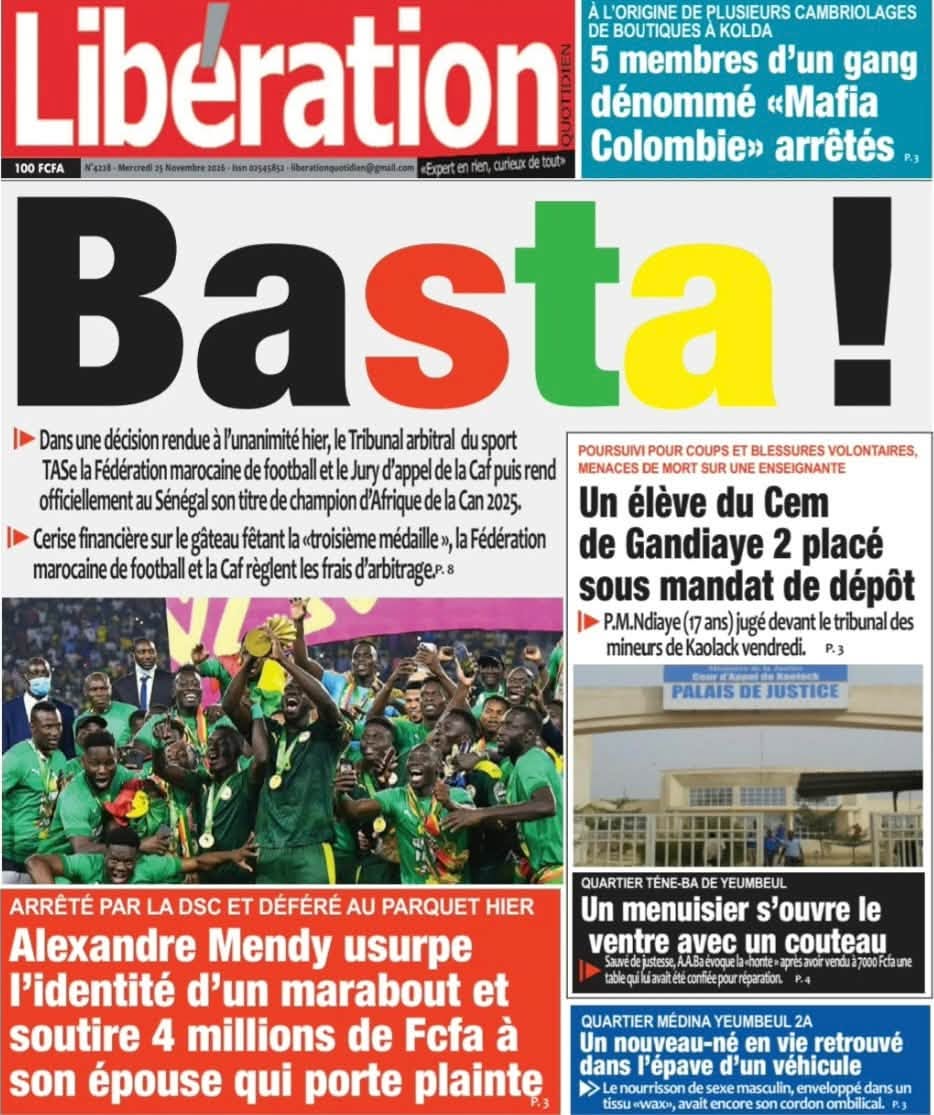 Libération
QUOTIDIEN
100 FCFA
N°4228 - Mercredi 25 Novembre 2026 - Issn 02545852 - liberationquotidien@gmail.com
«Expert en rien, curieux de tout»
À L'ORIGINE DE PLUSIEURS CAMBRIOLAGES
DE BOUTIQUES À KOLDA
5 membres d'un gang
dénommé «Mafia
Colombie» arrêtés P.3
Basta !
Dans une décision rendue à l'unanimité hier, le Tribunal arbitral du sport
TASe la Fédération marocaine de football et le Jury d'appel de la Caf puis rend
officiellement au Sénégal son titre de champion d'Afrique de la Can 2025.
Cerise financière sur le gâteau fêtant la «troisième médaille», la Fédération
marocaine de football et la Caf règlent les frais d'arbitrage. P. 8
POURSUIVI POUR COUPS ET BLESSURES VOLONTAIRES,
MENACES DE MORT SUR UNE ENSEIGNANTE
Un élève du Cem
de Gandiaye 2 placé
sous mandat de dépôt
P.M.Ndiaye (17 ans) jugé devant le tribunal des
mineurs de Kaolack vendredi. P. 3
Ministère de la Justice
Cour d'Appel de Kaolack
PALAIS DE JUSTICE
QUARTIER TÉNE-BA DE YEUMBEUL
Un menuisier s'ouvre le
ventre avec un couteau
Sauvé de justesse, A.A.Ba évoque la «honte» après avoir vendu à 7000 Fcfa une
table qui lui avait été confiée pour réparation. P. 4
ARRÊTÉ PAR LA DSC ET DÉFÉRÉ AU PARQUET HIER
Alexandre Mendy usurpe
l'identité d'un marabout et
soutire 4 millions de Fcfa à
son épouse qui porte plainte
P.3
QUARTIER MÉDINA YEUMBEUL 2A
Un nouveau-né en vie retrouvé
dans l'épave d'un véhicule
Le nourrisson de sexe masculin, enveloppé dans un
tissu «wax», avait encore son cordon ombilical. P.3